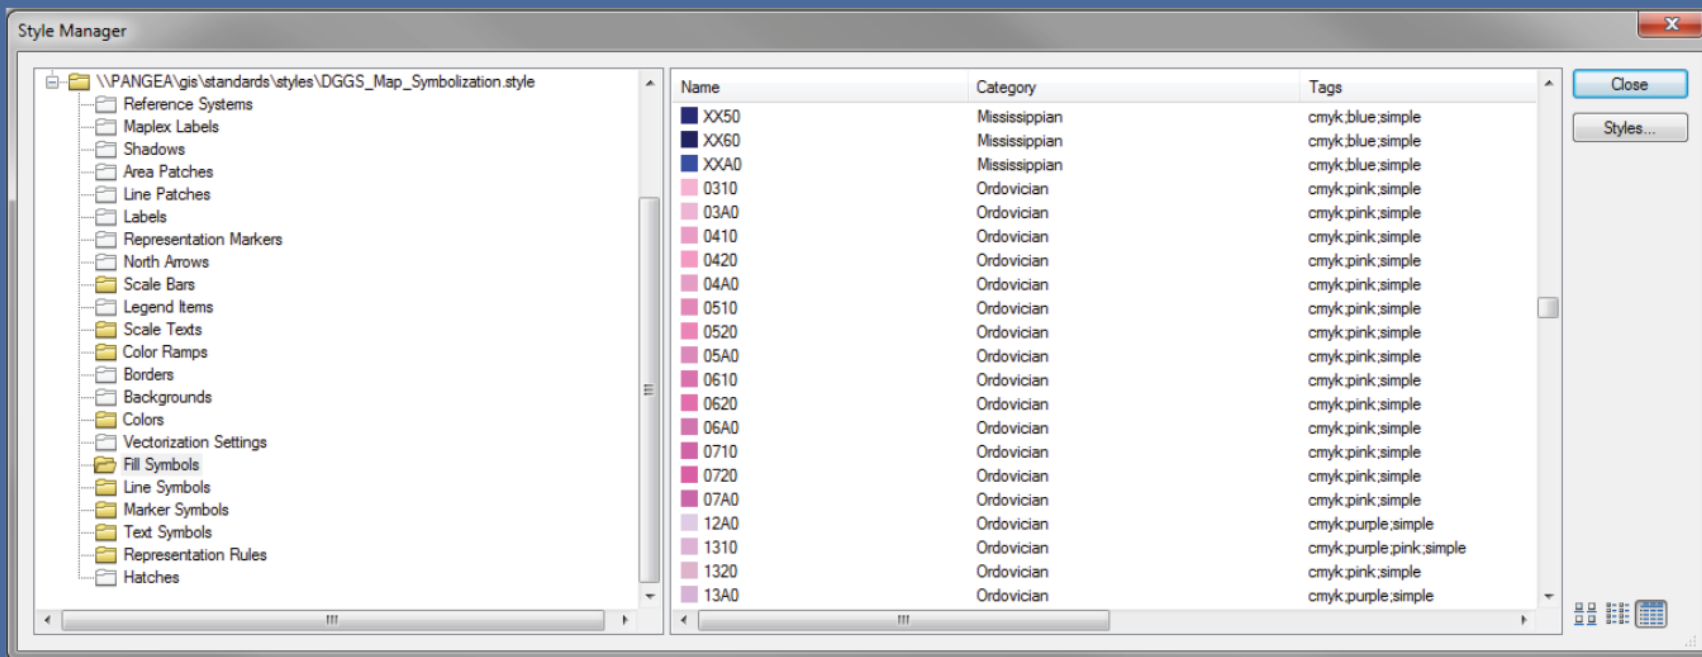 Style Manager
\\PANGEA\gis\standards\styles\DGGS_Map_Symbolization.style
Reference Systems
Maplex Labels
Shadows
Area Patches
Line Patches
Labels
Representation Markers
North Arrows
Scale Bars
Legend Items
Scale Texts
Color Ramps
Borders
Backgrounds
Colors
Vectorization Settings
Fill Symbols
Line Symbols
Marker Symbols
Text Symbols
Representation Rules
Hatches
Name Category Tags
XX50 Mississippian cmyk;blue;simple
XX60 Mississippian cmyk;blue;simple
XXA0 Mississippian cmyk;blue;simple
0310 Ordovician cmyk;pink;simple
03A0 Ordovician cmyk;pink;simple
0410 Ordovician cmyk;pink;simple
0420 Ordovician cmyk;pink;simple
04A0 Ordovician cmyk;pink;simple
0510 Ordovician cmyk;pink;simple
0520 Ordovician cmyk;pink;simple
05A0 Ordovician cmyk;pink;simple
0610 Ordovician cmyk;pink;simple
0620 Ordovician cmyk;pink;simple
06A0 Ordovician cmyk;pink;simple
0710 Ordovician cmyk;pink;simple
0720 Ordovician cmyk;pink;simple
07A0 Ordovician cmyk;pink;simple
12A0 Ordovician cmyk;purple;simple
1310 Ordovician cmyk;purple;pink;simple
1320 Ordovician cmyk;pink;simple
13A0 Ordovician cmyk;purple;simple
Close
Styles...